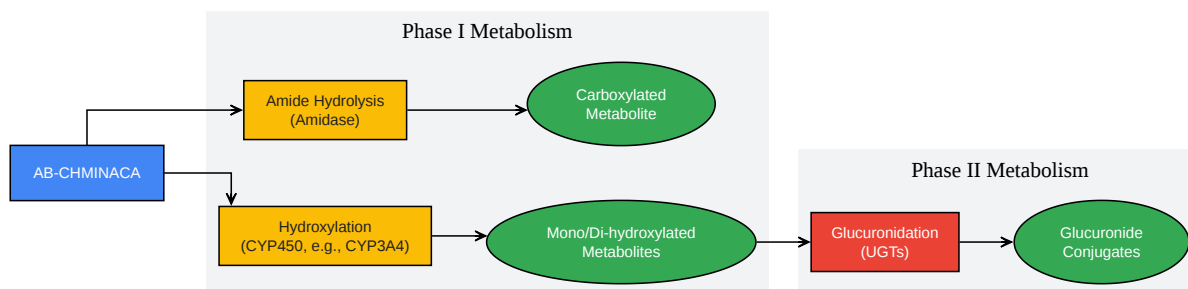 Phase I Metabolism
Amide Hydrolysis
(Amidase)
Carboxylated
Metabolite
AB-CHMINACA
Hydroxylation
(CYP450, e.g., CYP3A4)
Mono/Di-hydroxylated
Metabolites
Phase II Metabolism
Glucuronidation
(UGTs)
Glucuronide
Conjugates